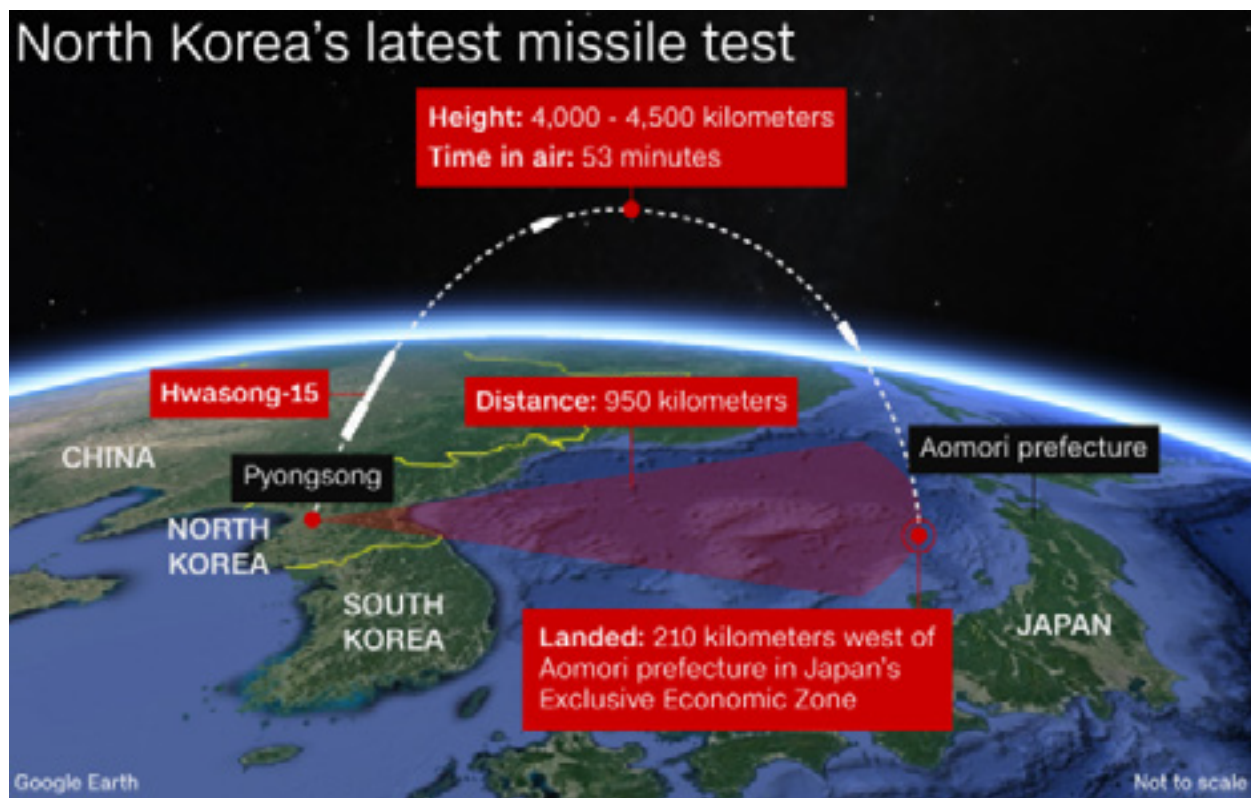 North Korea's latest missile test
Height: 4,000 - 4,500 kilometers
Time in air: 53 minutes
Hwasong-15
Distance: 950 kilometers
CHINA
Pyongsong
Aomori prefecture
NORTH
KOREA
SOUTH
KOREA
JAPAN
Landed: 210 kilometers west of
Aomori prefecture in Japan's
Exclusive Economic Zone
Google Earth
Not to scale